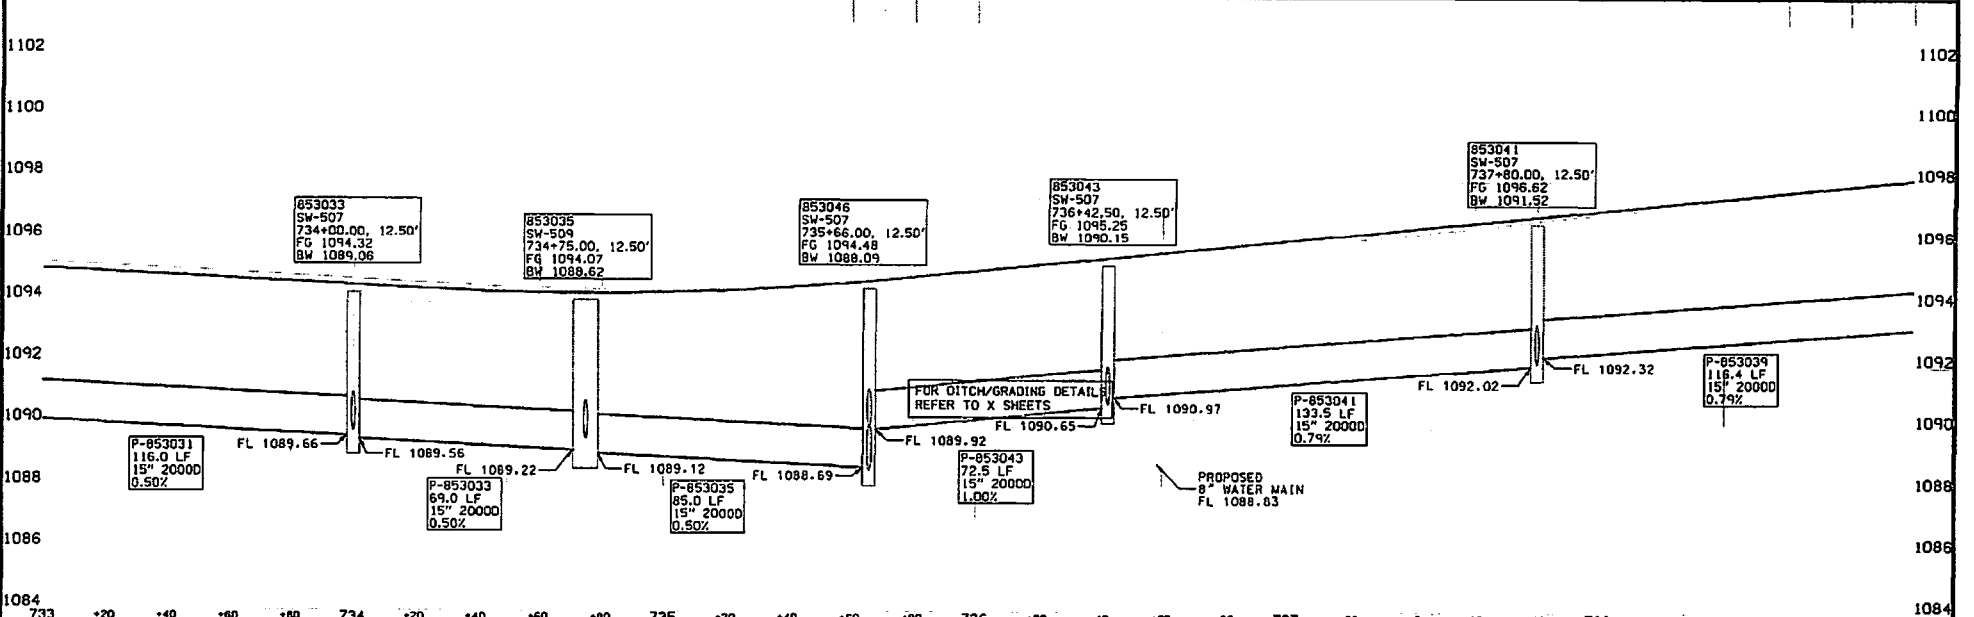 1102
1100
1098
1096
1094
1092
1090
1088
1086
1084
853033
SW-507
734+00.00, 12.50'
FG 1094.32
BW 1089.06
853035
SW-509
734+75.00, 12.50'
FG 1094.07
BW 1088.62
853046
SW-507
735+66.00, 12.50'
FG 1094.48
BW 1088.09
853043
SW-507
736+42.50, 12.50'
FG 1095.25
BW 1090.15
853041
SW-507
737+80.00, 12.50'
FG 1096.62
BW 1091.52
FOR DITCH/GRADING DETAILS
REFER TO X SHEETS
P-853031
116.0 LF
15" 2000D
0.50%
FL 1089.66
FL 1089.56
FL 1089.22
P-853033
69.0 LF
15" 2000D
0.50%
FL 1089.12
P-853035
85.0 LF
15" 2000D
0.50%
FL 1088.69
FL 1089.92
P-853043
72.5 LF
15" 2000D
1.00%
FL 1090.65
FL 1090.97
PROPOSED
8" WATER MAIN
FL 1088.83
P-853041
133.5 LF
15" 2000D
0.79%
FL 1092.02
FL 1092.32
P-853039
116.4 LF
15" 2000D
0.79%
1102
1100
1098
1096
1094
1092
1090
1088
1086
1084
733 +20 +40 +60 +80 734 +20 +40 +60 +80 735